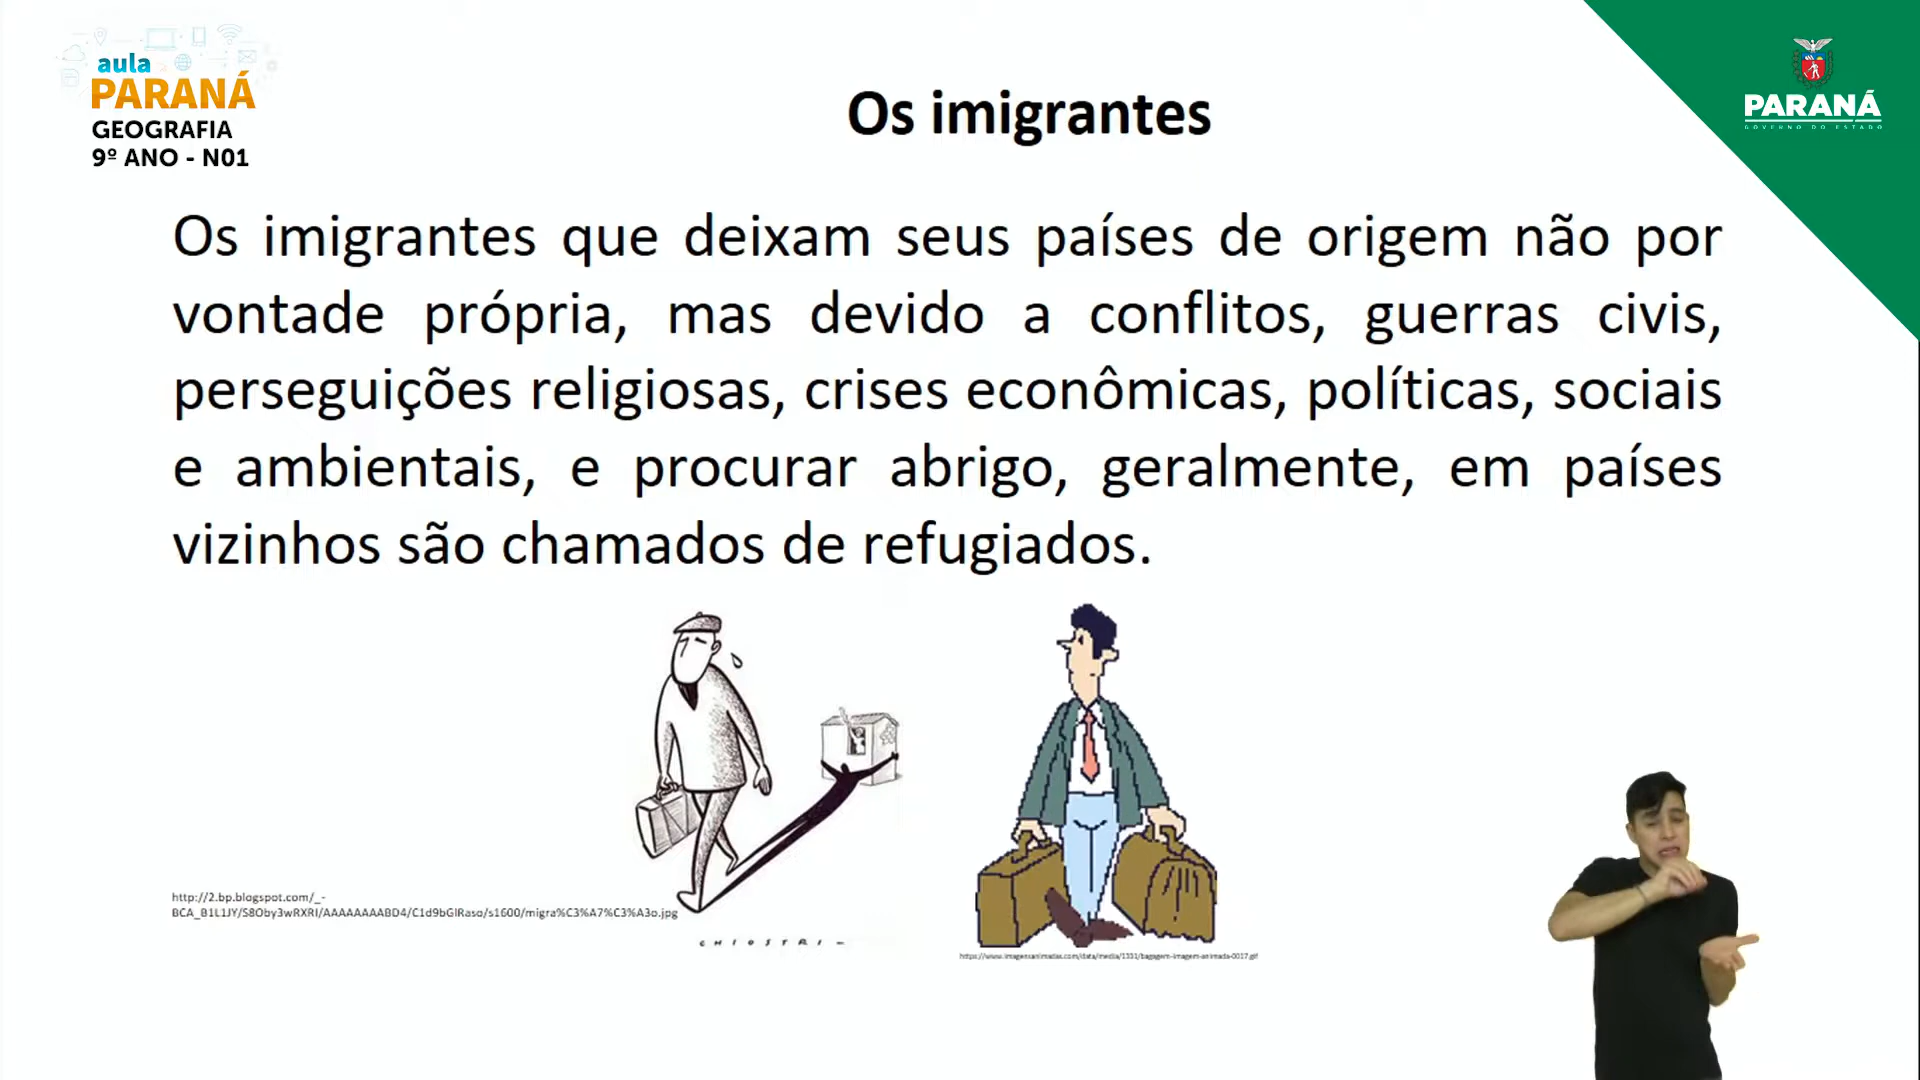 aula
PARANÁ
GEOGRAFIA
9º ANO - N01
PARANÁ
GOVERNO DO ESTADO
Os imigrantes
Os imigrantes que deixam seus países de origem não por
vontade própria, mas devido a conflitos, guerras civis,
perseguições religiosas, crises econômicas, políticas, sociais
e ambientais, e procurar abrigo, geralmente, em países
vizinhos são chamados de refugiados.
http://2.bp.blogspot.com/_-
BCA_B1L1JY/S8Oby3wRXRI/AAAAAAAABD4/C1d9bGIRaso/s1600/migra%C3%A7%C3%A3o.jpg
CHIOSTRI-
https://www.imagensanimadas.com/data/media/1331/bagagem-imagem-animada-0017.gif